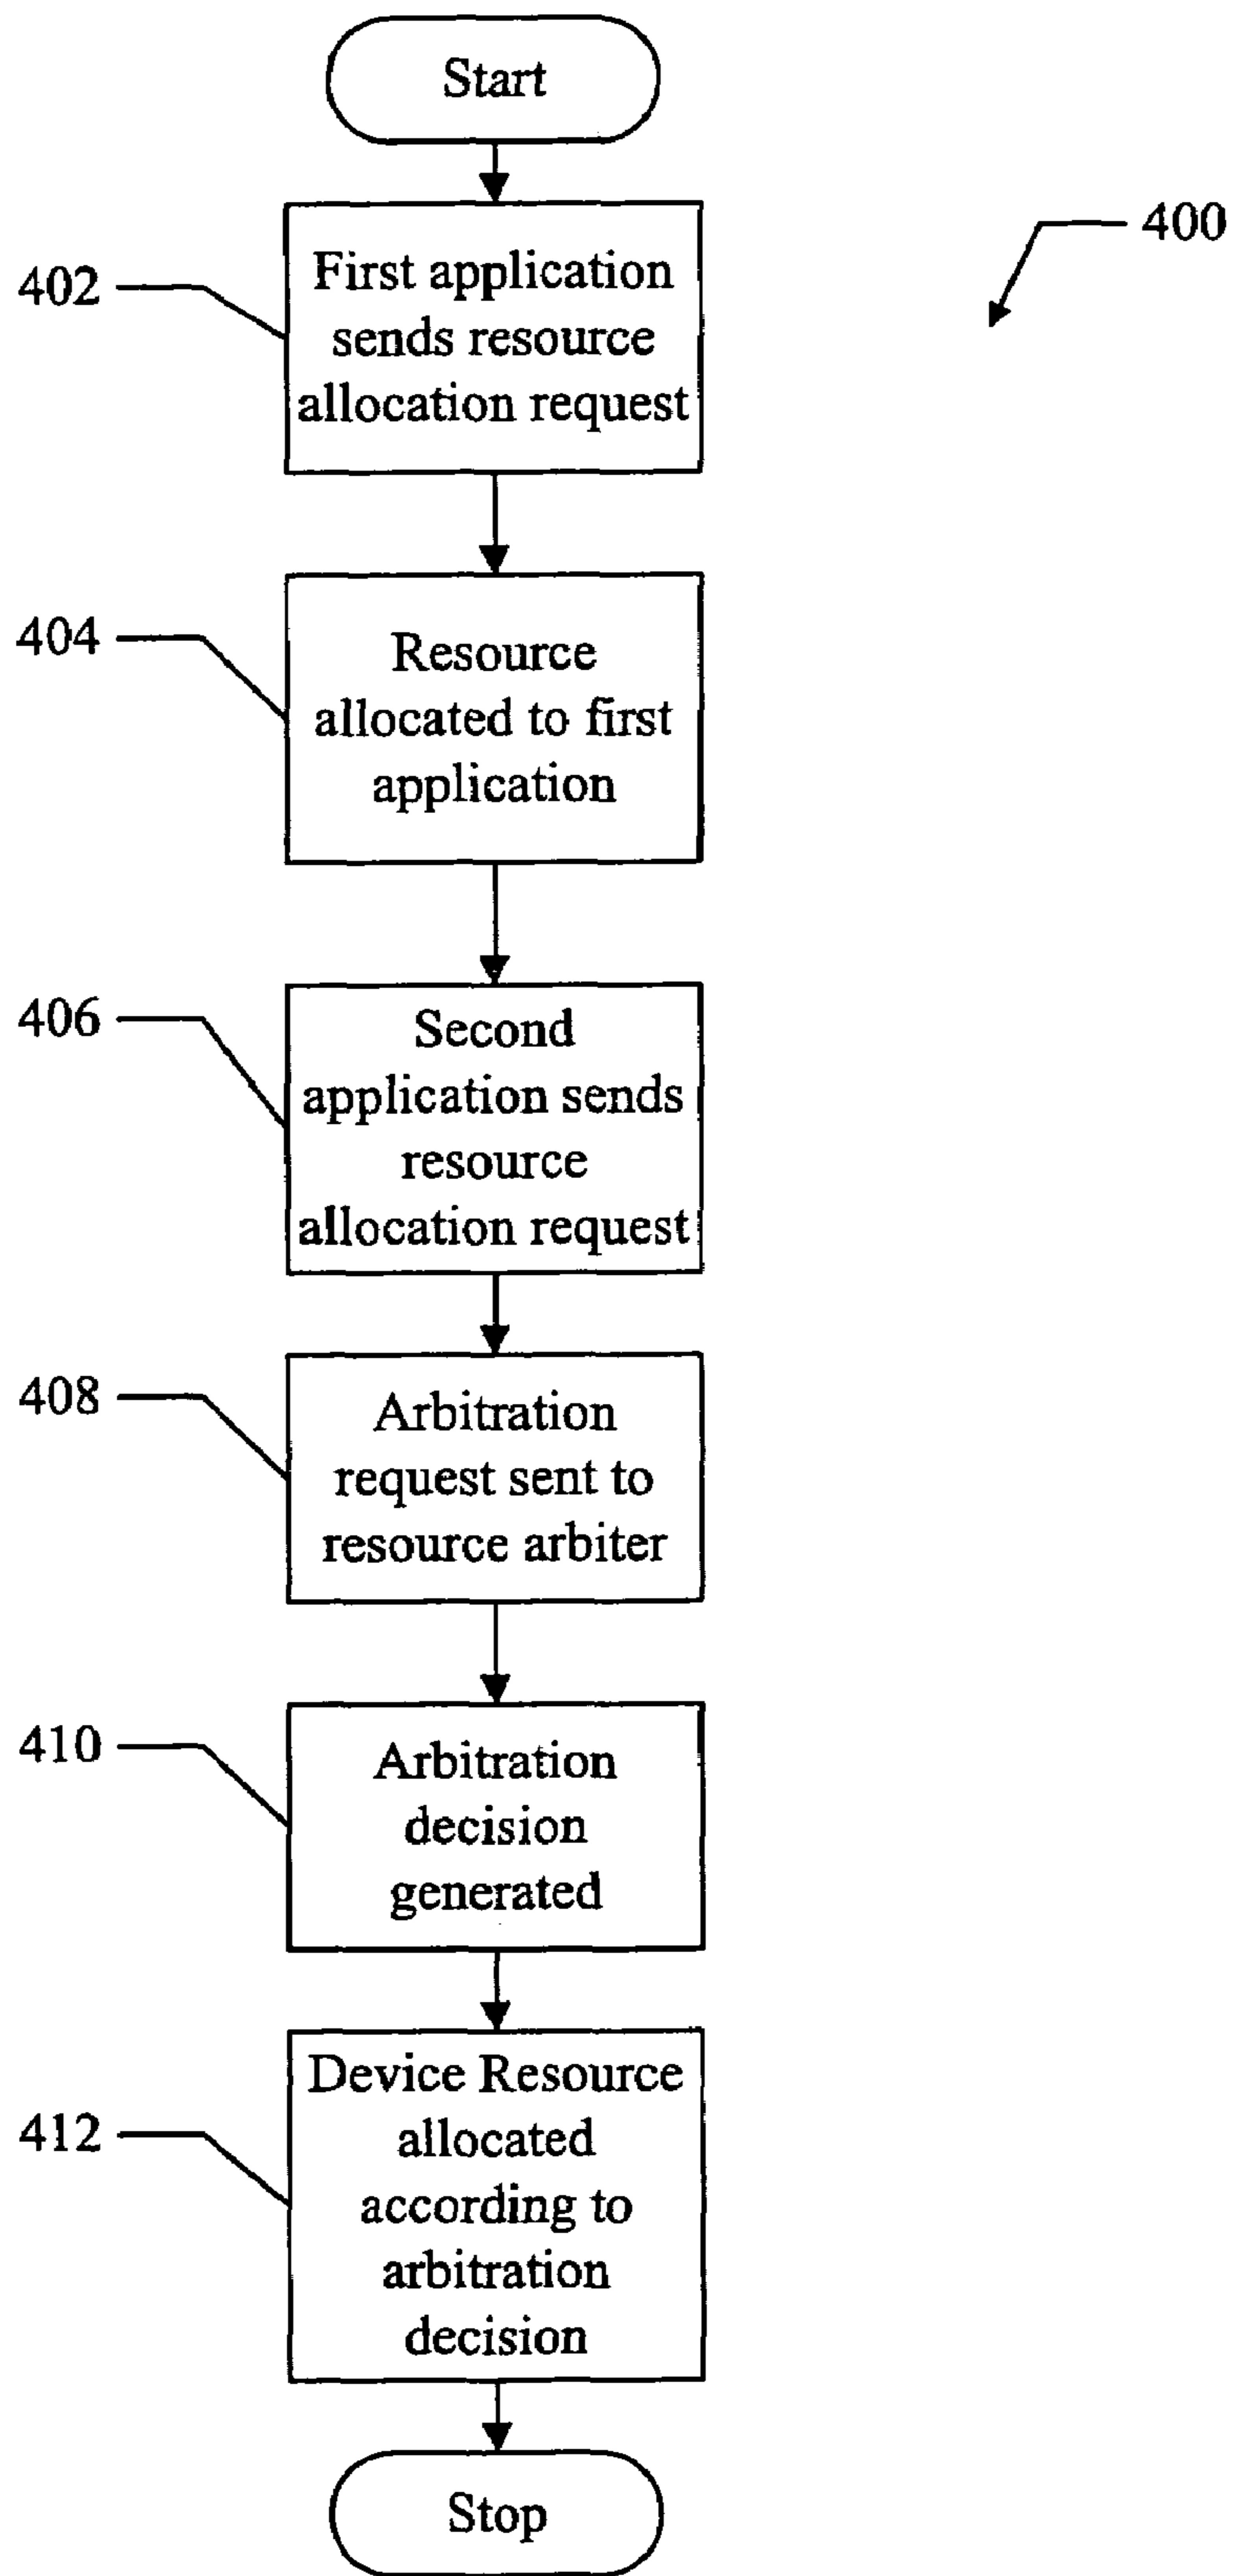 Start
400
402
First application
sends resource
allocation request
404
Resource
allocated to first
application
406
Second
application sends
resource
allocation request
408
Arbitration
request sent to
resource arbiter
410
Arbitration
decision
generated
412
Device Resource
allocated
according to
arbitration
decision
Stop